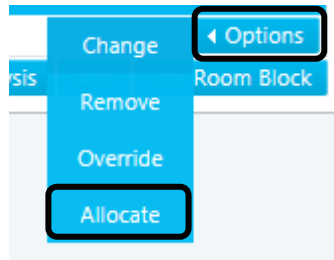 Options
Change
Room Block
Remove
Override
Allocate